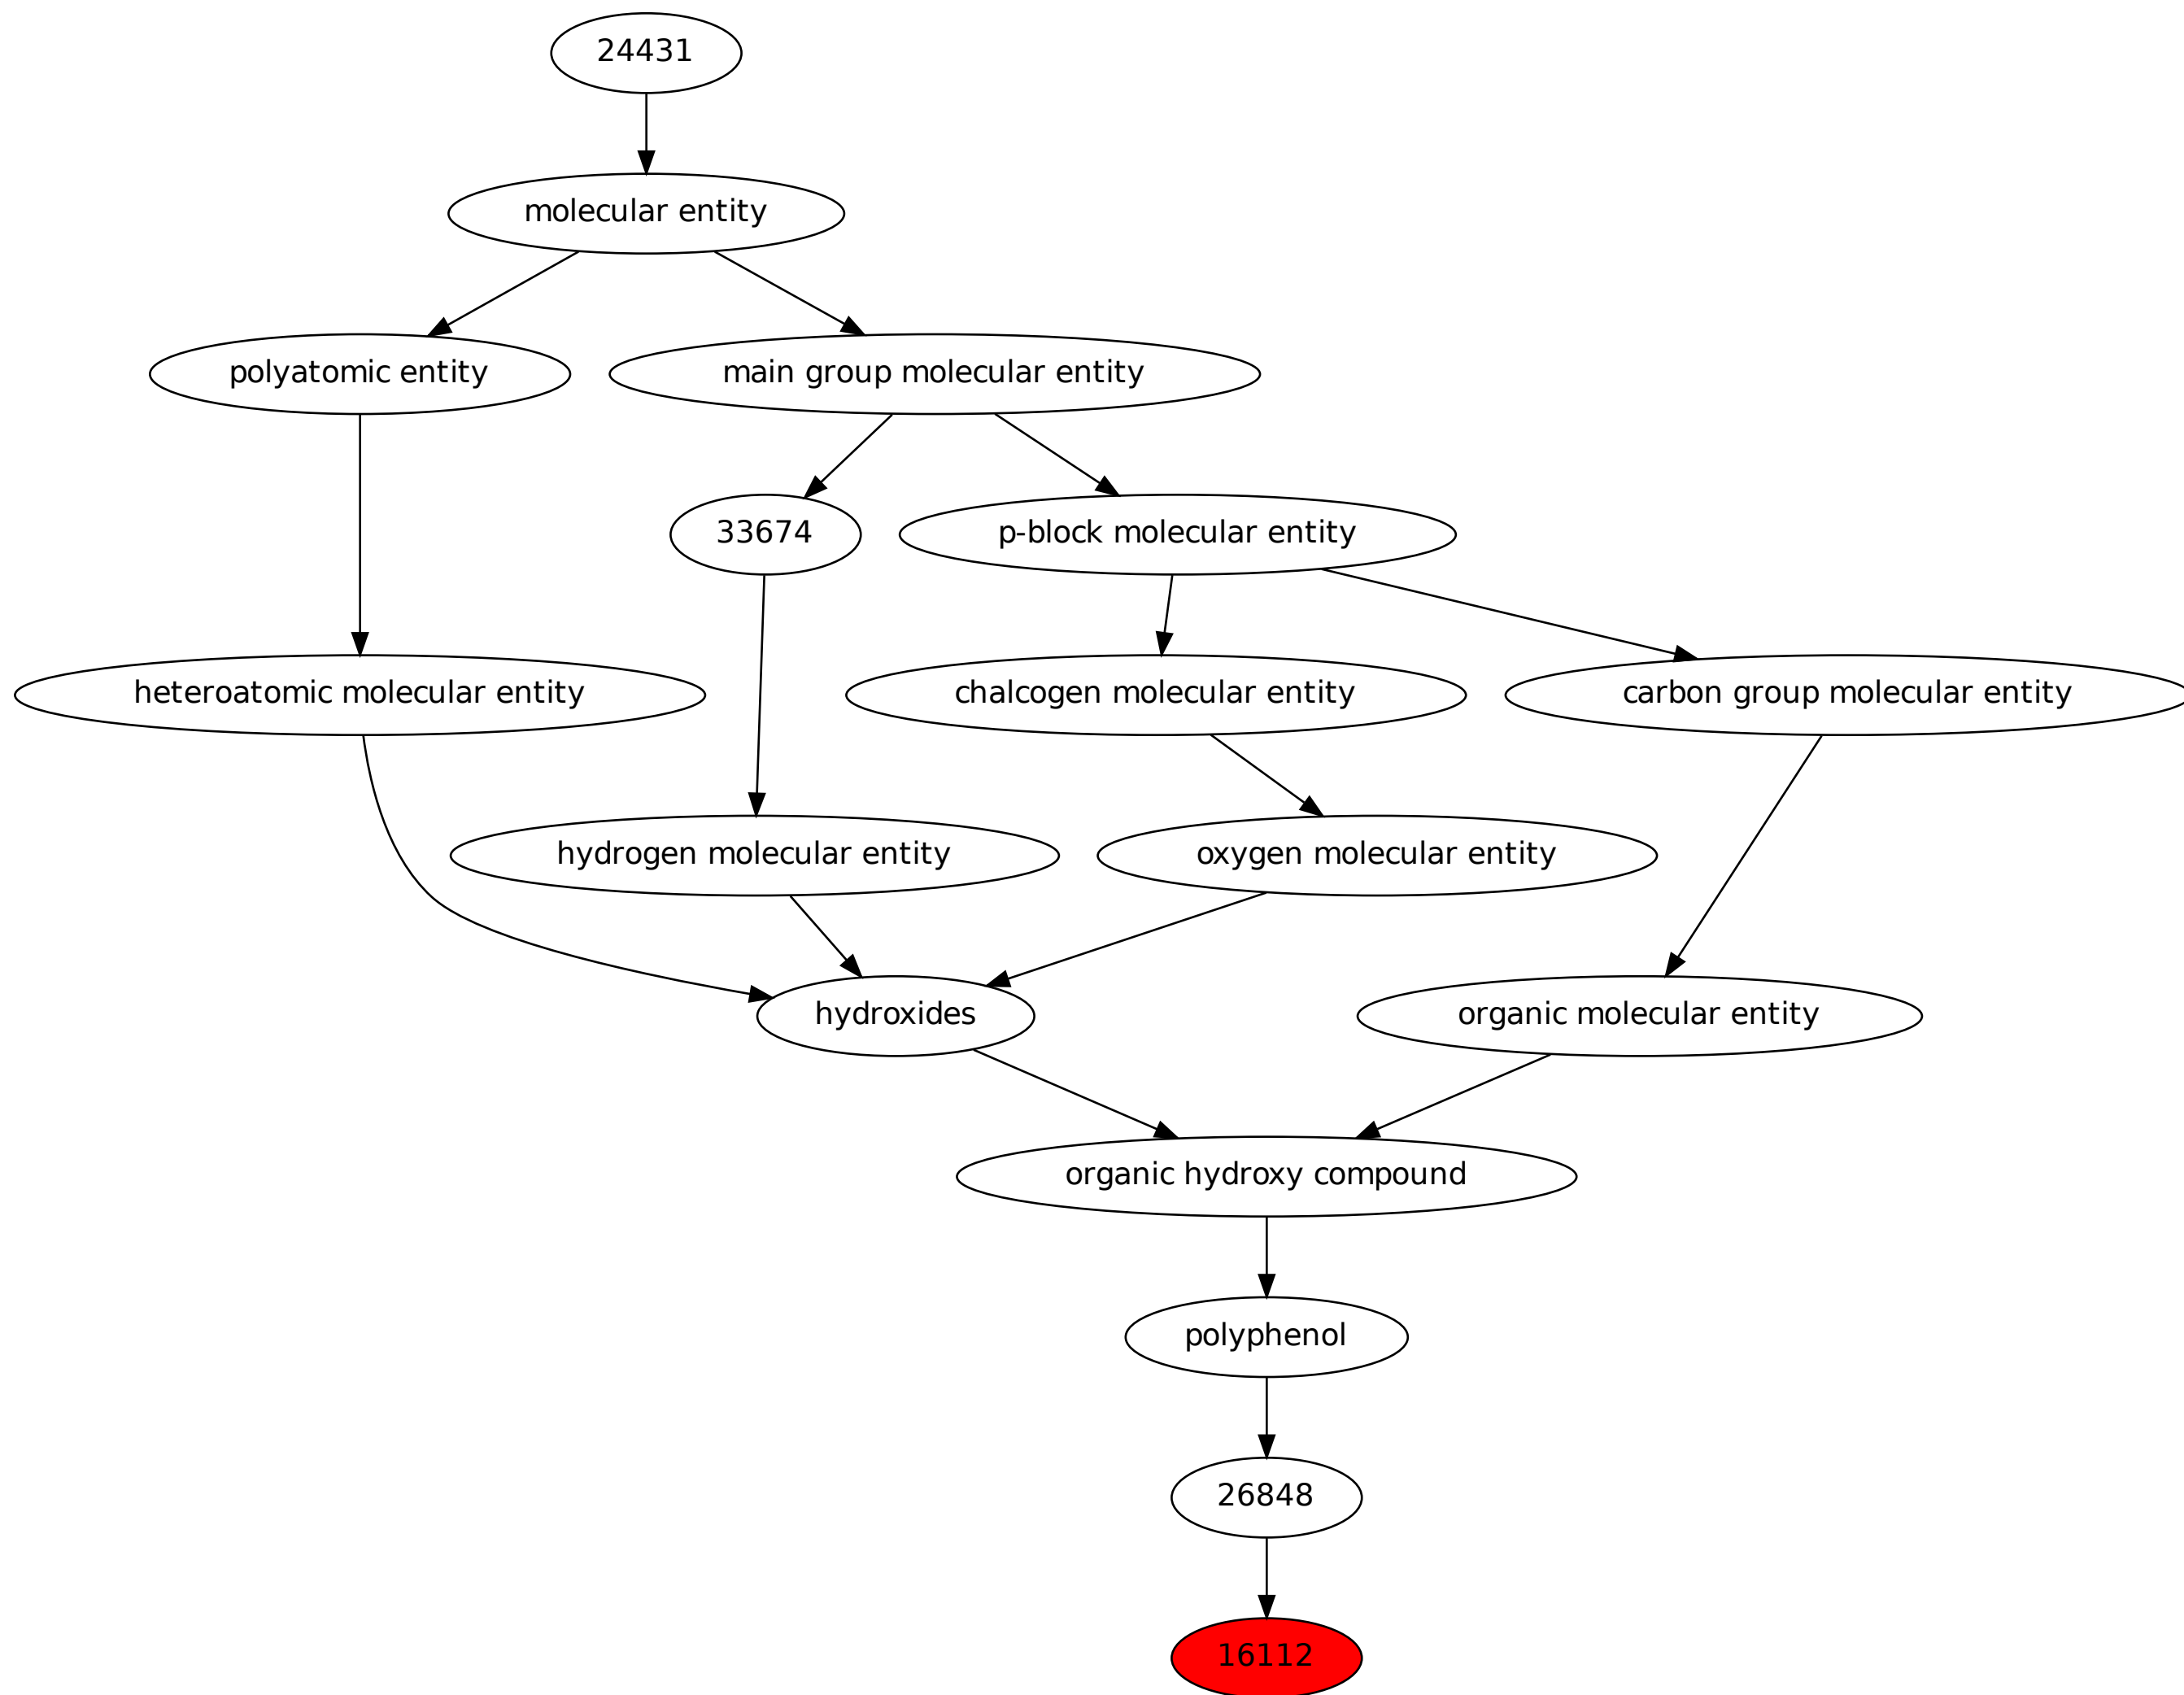 24431
molecular entity
polyatomic entity
main group molecular entity
33674
p-block molecular entity
heteroatomic molecular entity
chalcogen molecular entity
carbon group molecular entity
hydrogen molecular entity
oxygen molecular entity
hydroxides
organic molecular entity
organic hydroxy compound
polyphenol
26848
16112